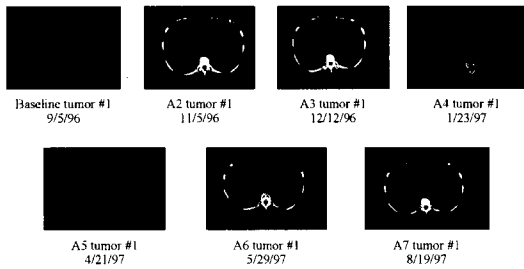 Baseline tumor #1
9/5/96
A2 tumor #1
11/5/96
A3 tumor #1
12/12/96
A4 tumor #1
1/23/97
A5 tumor #1
4/21/97
A6 tumor #1
5/29/97
A7 tumor #1
8/19/97